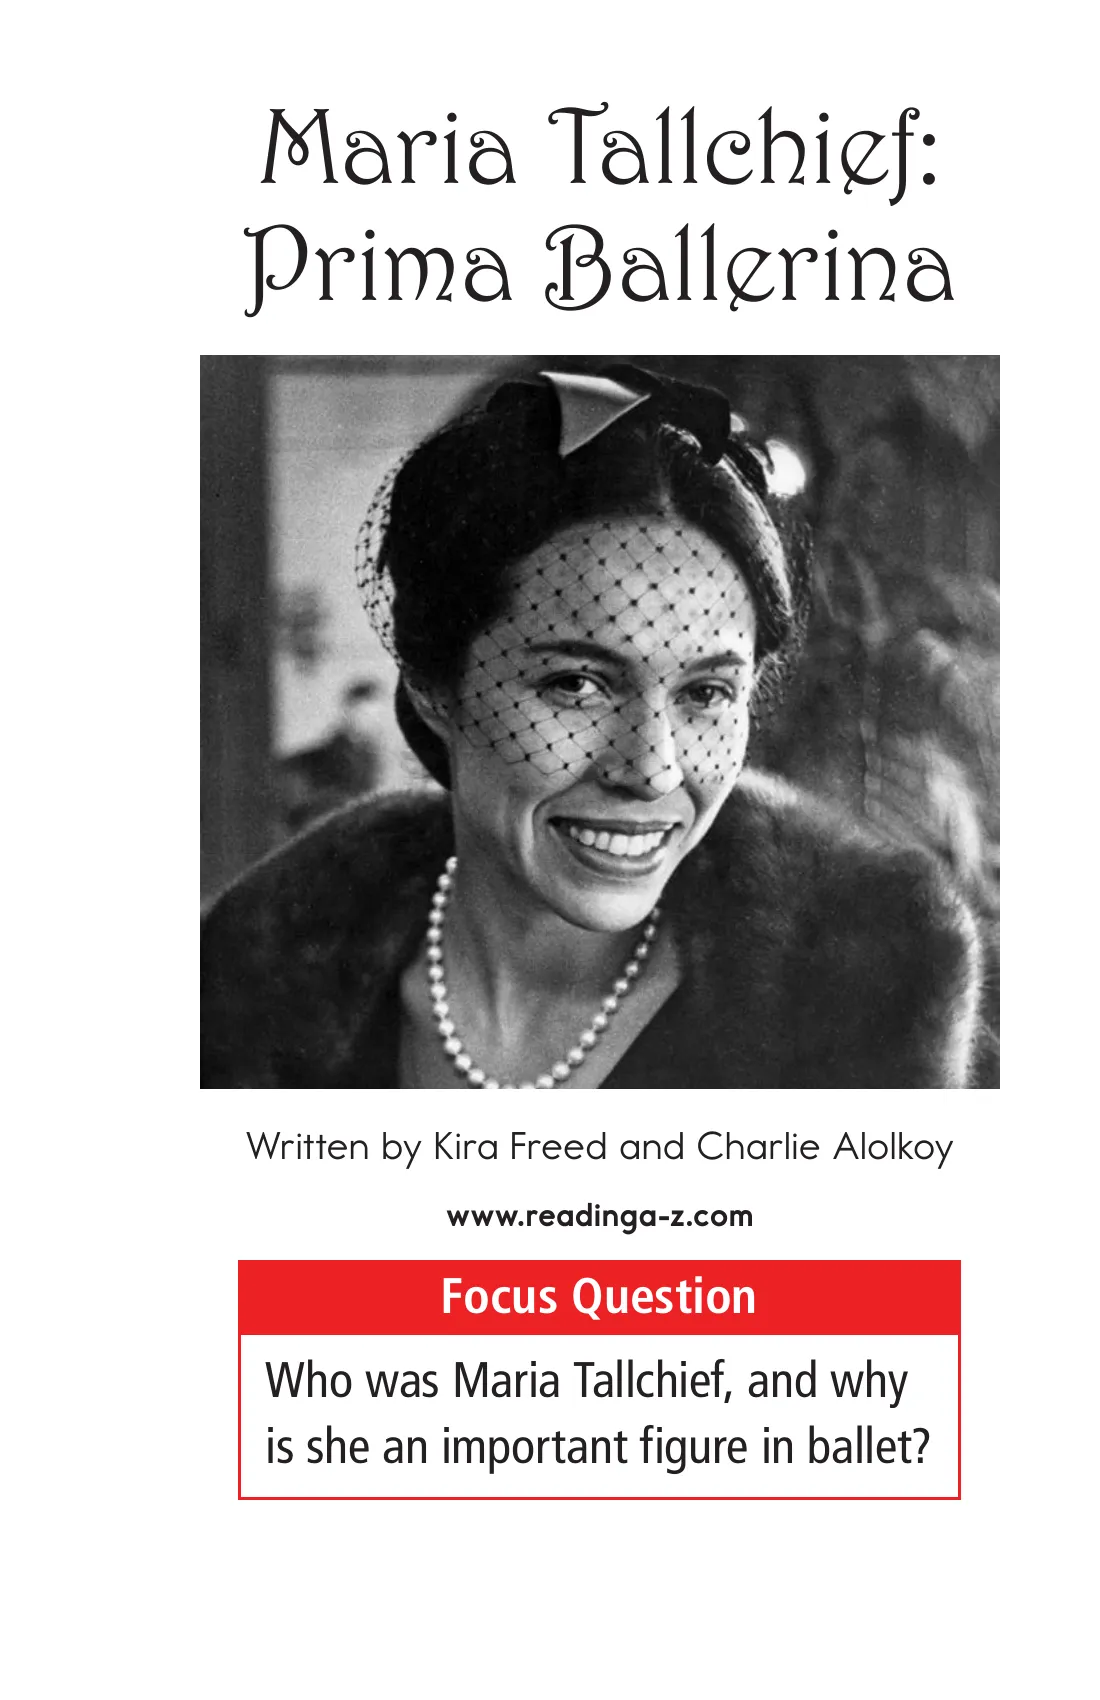 Maria Tallchief:
Prima Ballerina
Written by Kira Freed and Charlie Alolkoy
www.readinga-z.com
Focus Question
Who was Maria Tallchief, and why
is she an important figure in ballet?